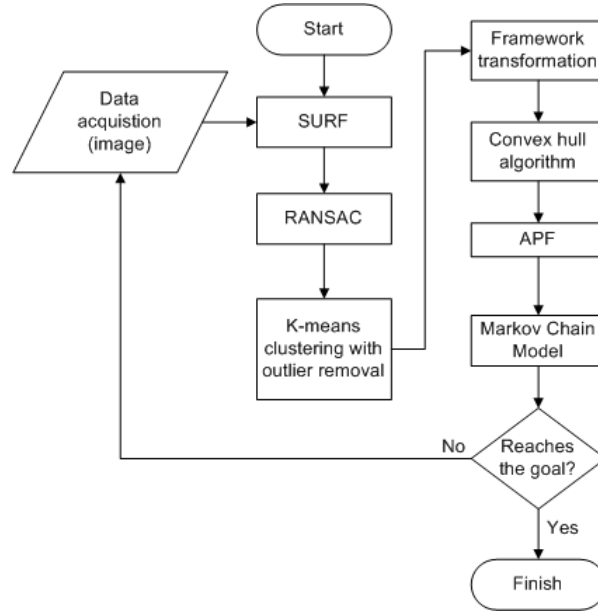 Start
Data
acquistion
(image)
SURF
RANSAC
K-means
clustering with
outlier removal
Framework
transformation
Convex hull
algorithm
APF
Markov Chain
Model
Reaches
the goal?
No
Yes
Finish